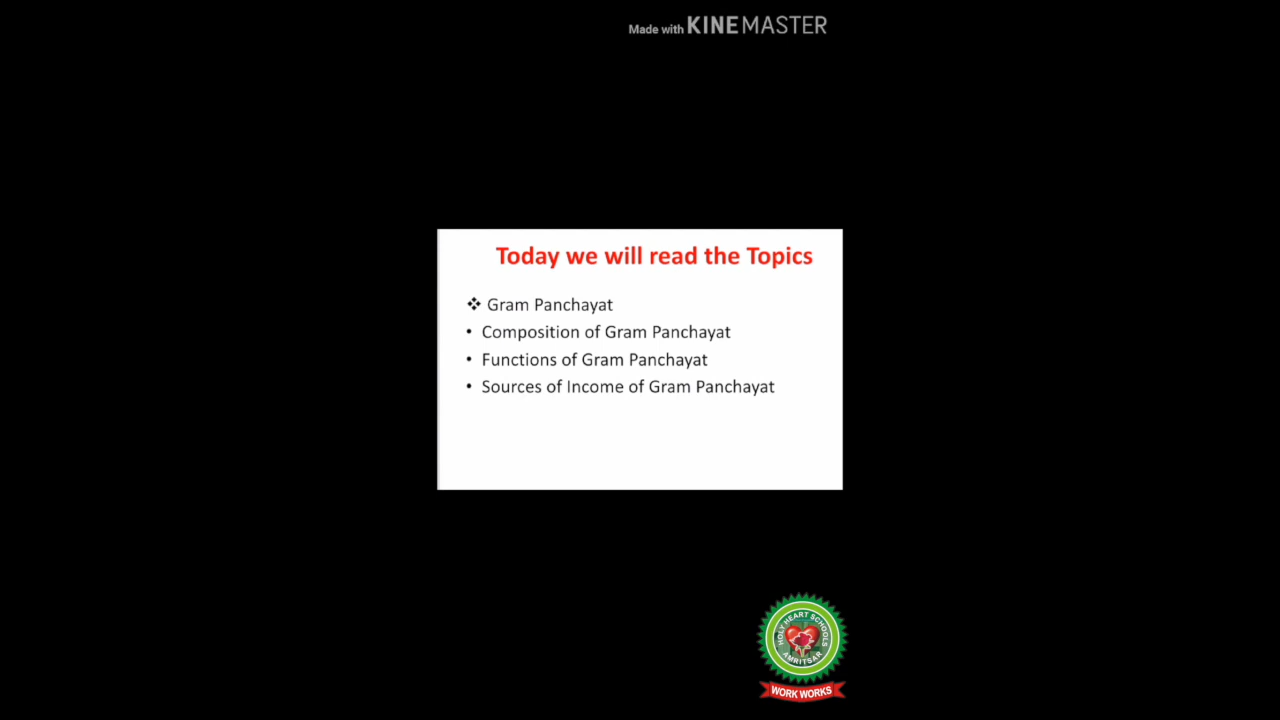 Made with KINEMASTER
Today we will read the Topics
❖ Gram Panchayat
• Composition of Gram Panchayat
• Functions of Gram Panchayat
• Sources of Income of Gram Panchayat
HOLY HEART SCHOOLS
AMRITSAR
WORK WORKS